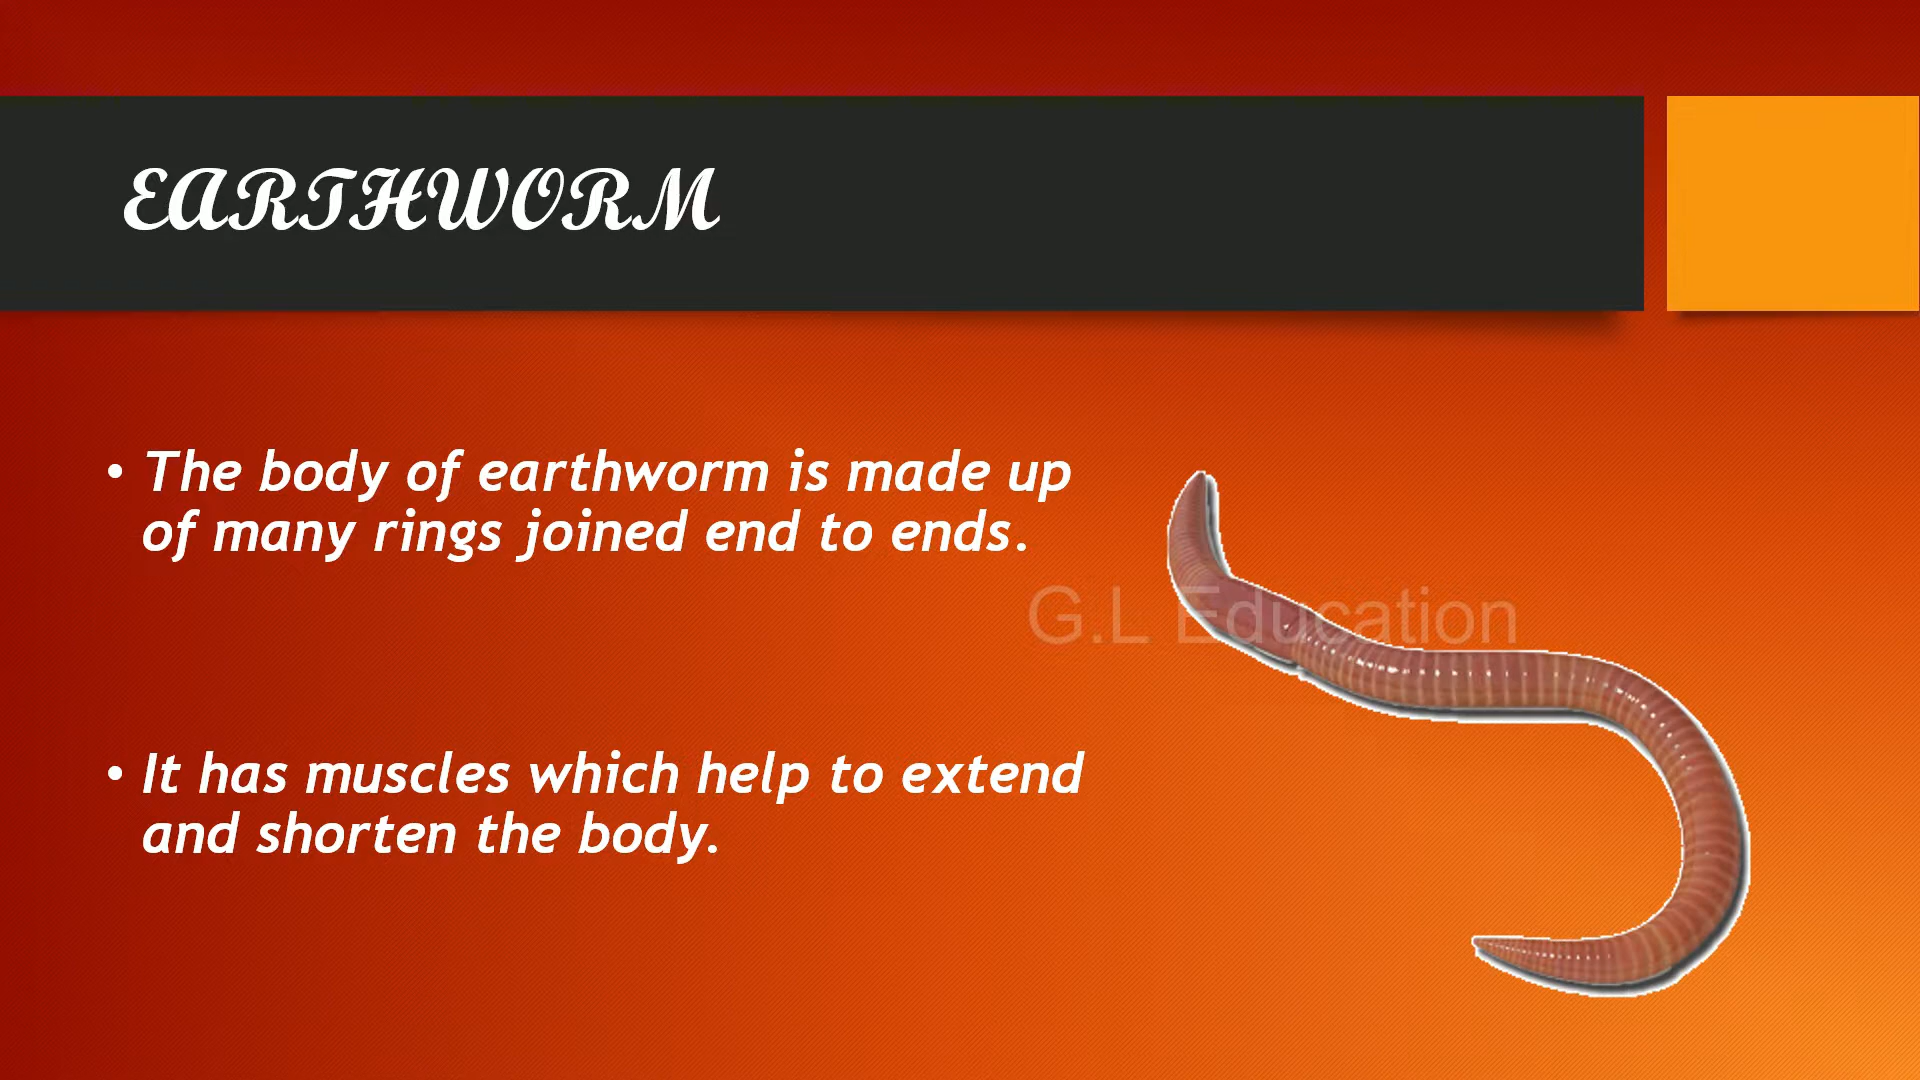 EARTHWORM
• The body of earthworm is made up
of many rings joined end to ends.
G.L Education
• It has muscles which help to extend
and shorten the body.